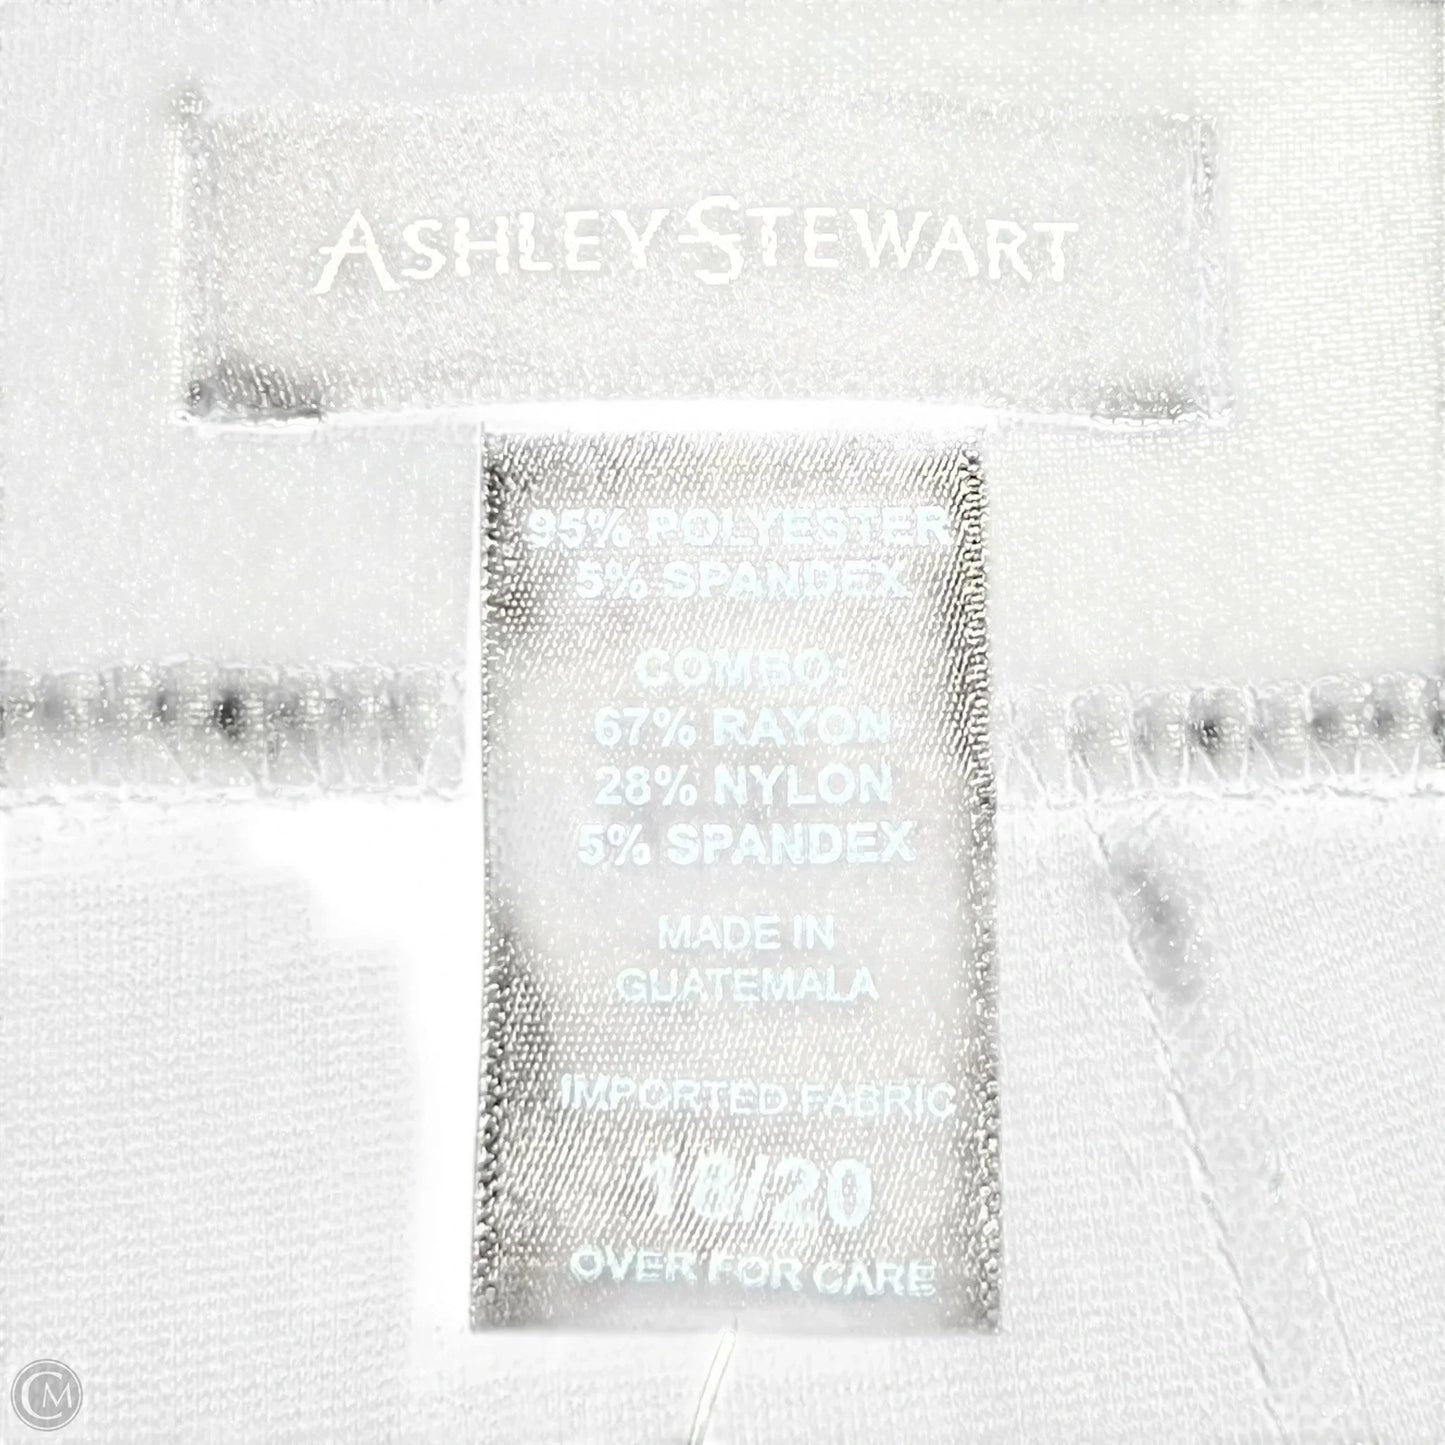 ASHLEY STEWART
95% POLYESTER
5% SPANDEX
COMBO:
67% RAYON
28% NYLON
5% SPANDEX
MADE IN
GUATEMALA
IMPORTED FABRIC
18/20
OVER FOR CARE
CM